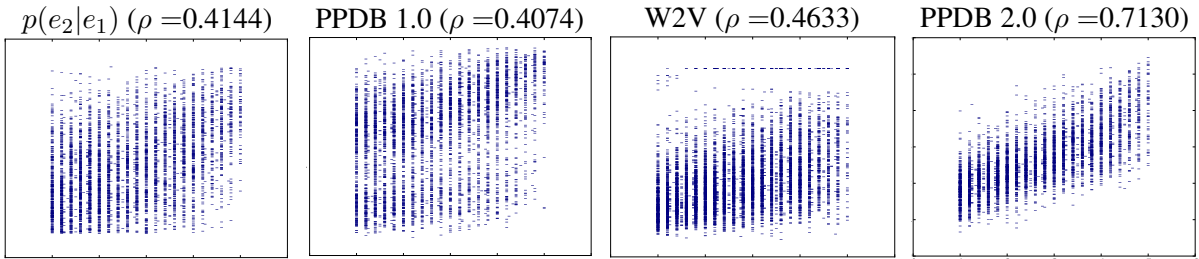 p(e₂|e₁) (ρ =0.4144) PPDB 1.0 (ρ =0.4074) W2V (ρ =0.4633) PPDB 2.0 (ρ =0.7130)